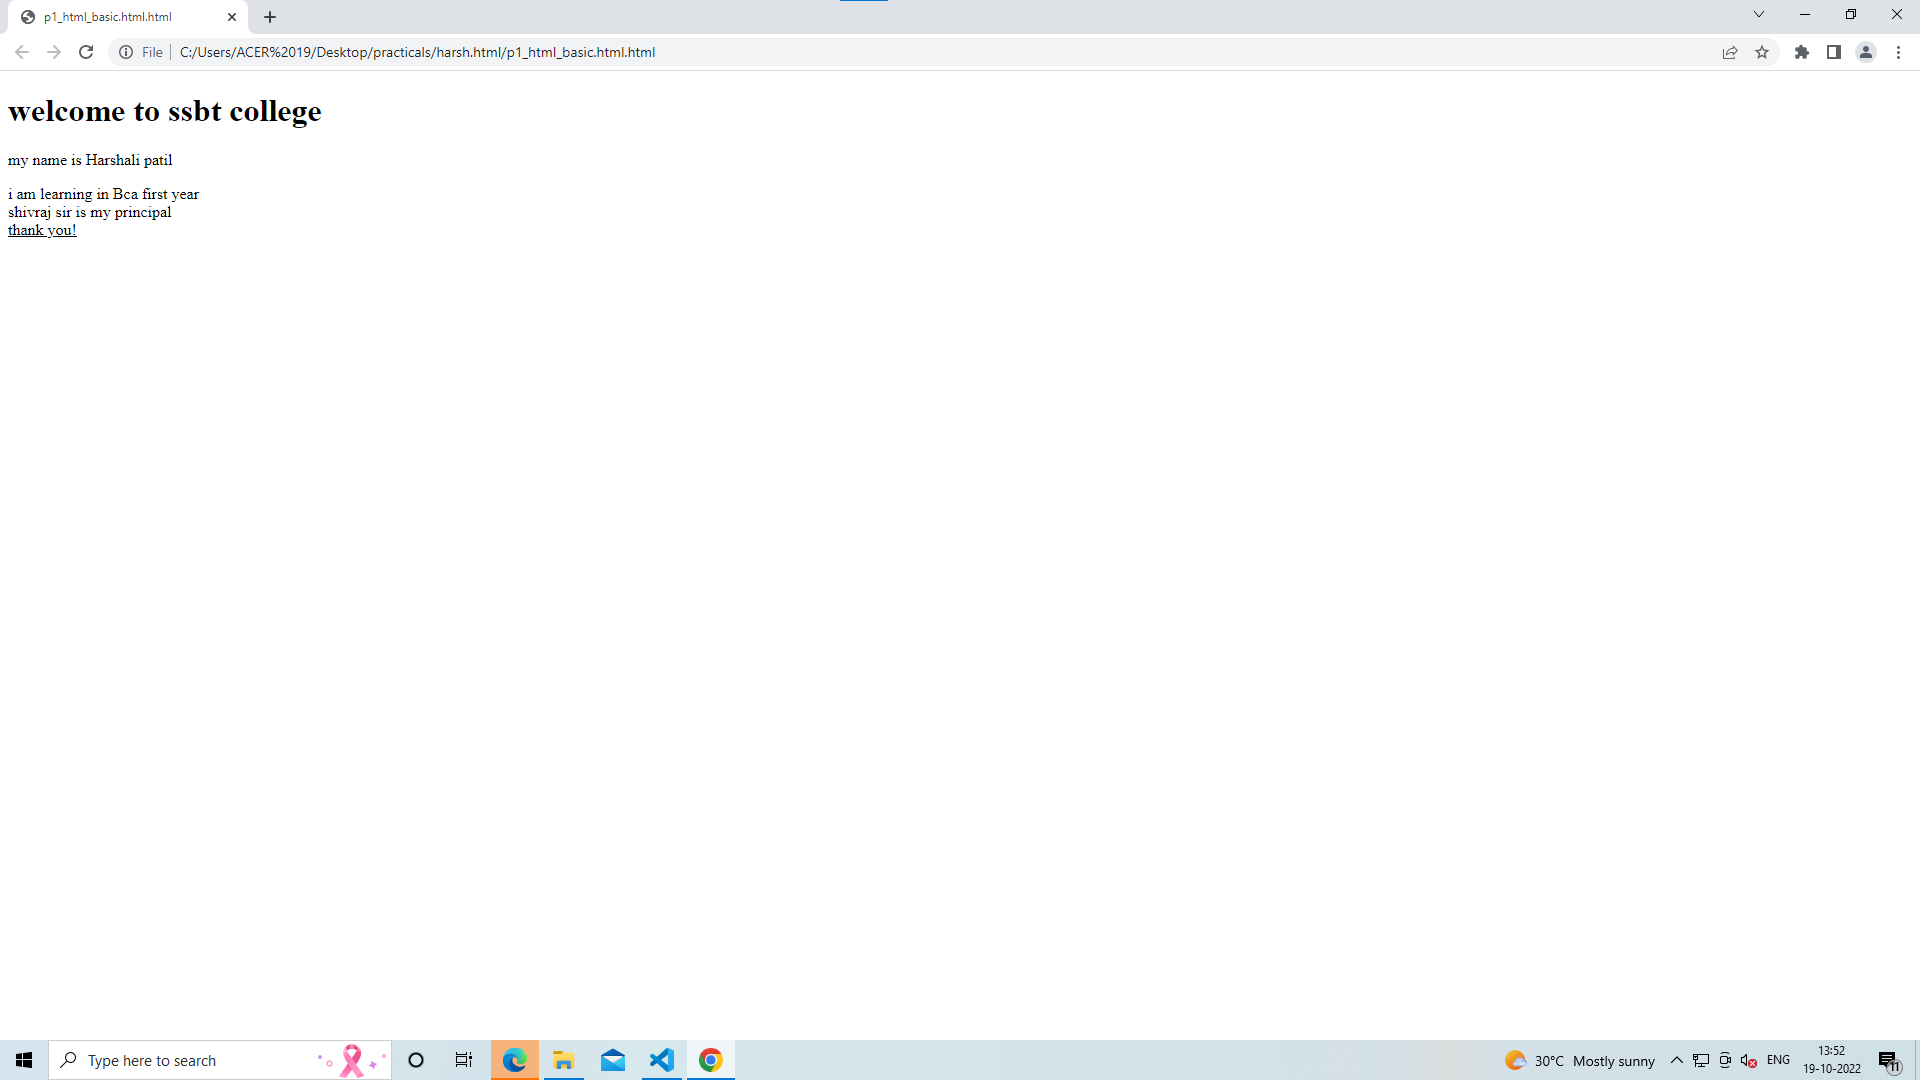 p1_html_basic.html.html
File
C:/Users/ACER%2019/Desktop/practicals/harsh.html/p1_html_basic.html.html
welcome to ssbt college
my name is Harshali patil
i am learning in Bca first year
shivraj sir is my principal
thank you!
Type here to search
30°C Mostly sunny
ENG
13:52
19-10-2022
11